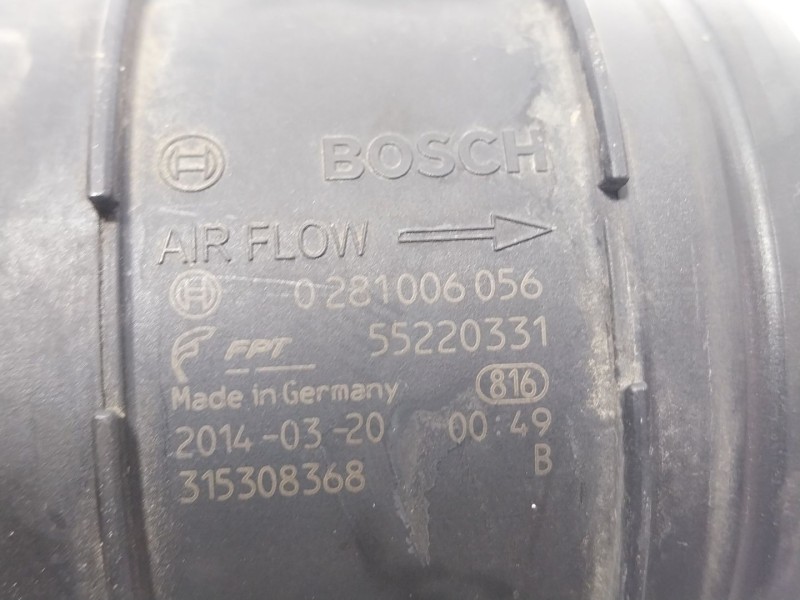 BOSCH
AIR FLOW
0 281 006 056
FPT 55220331
Made in Germany 816
2014-03-20 00:49
315308368 B